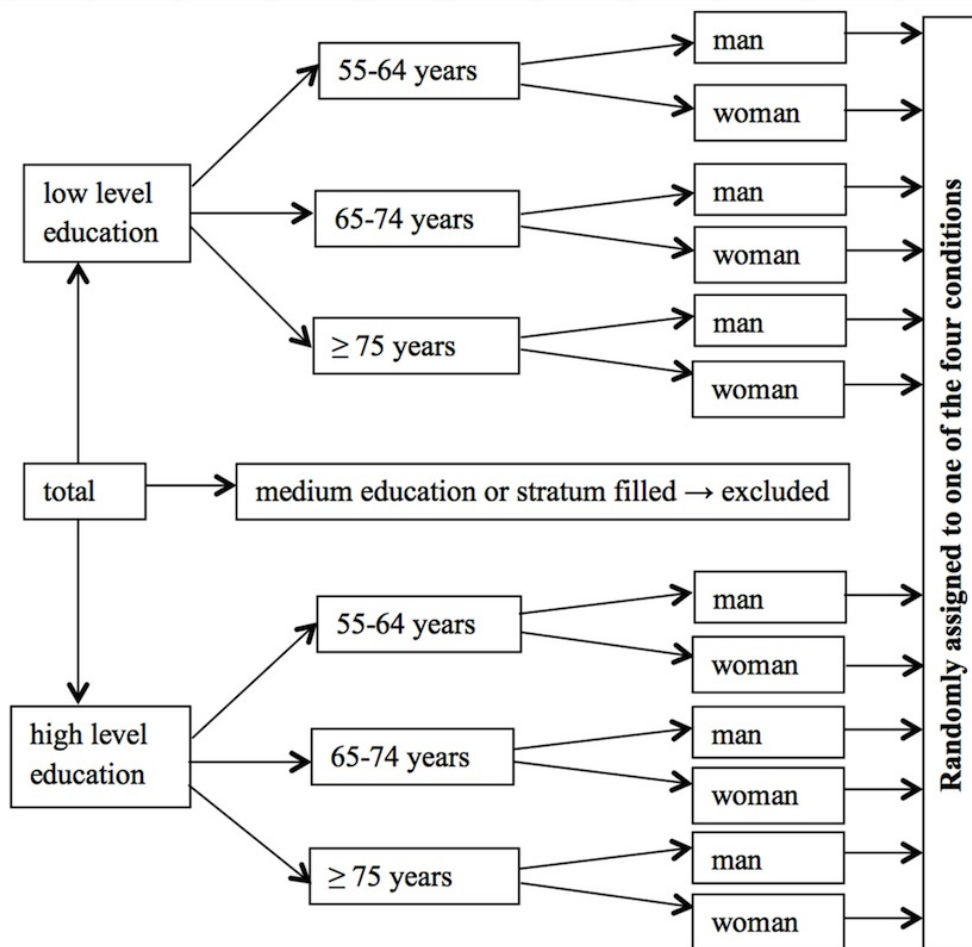 man
55-64 years
woman
low level
education
man
65-74 years
woman
man
≥ 75 years
woman
total
medium education or stratum filled → excluded
man
55-64 years
woman
high level
education
man
65-74 years
woman
man
≥ 75 years
woman
Randomly assigned to one of the four conditions